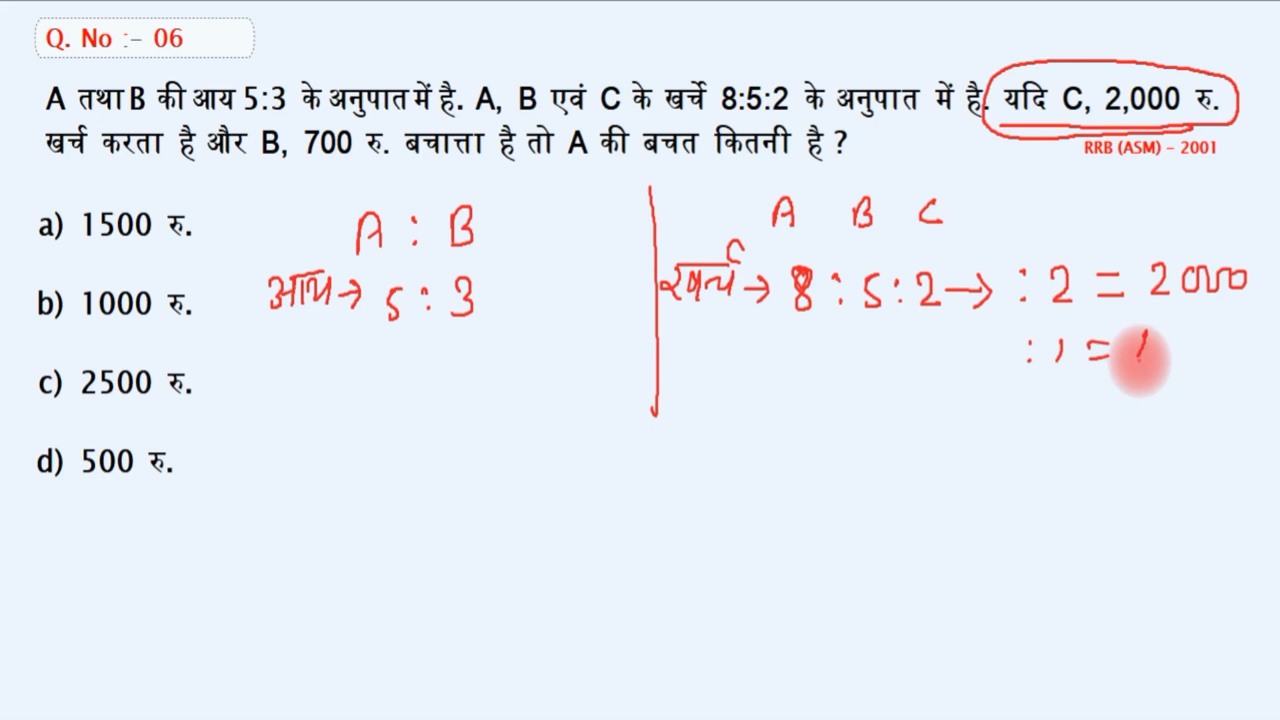 Q. No :- 06
A तथा B की आय 5:3 के अनुपात में है. A, B एवं C के खर्चे 8:5:2 के अनुपात में है. यदि C, 2,000 रु.
खर्च करता है और B, 700 रु. बचात्ता है तो A की बचत कितनी है ?
RRB (ASM) – 2001
a) 1500 रु.
b) 1000 रु.
c) 2500 रु.
d) 500 रु.
A : B
आय → 5 : 3
A B C
खर्च → 8 : 5 : 2 → : 2 = 2000
: 1 = 1